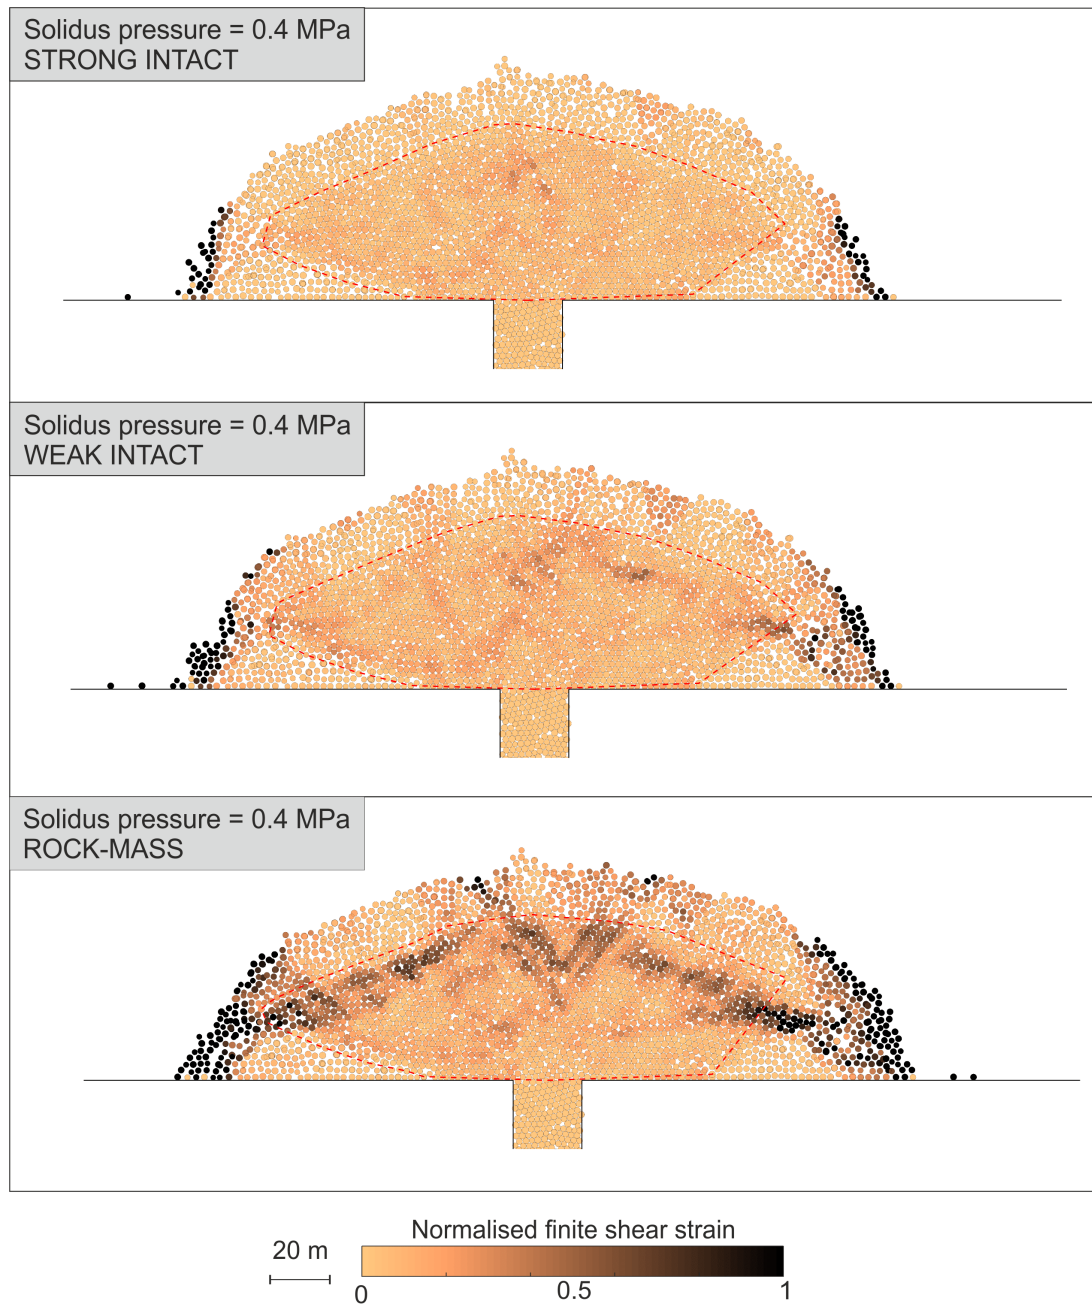 Solidus pressure = 0.4 MPa
STRONG INTACT
Solidus pressure = 0.4 MPa
WEAK INTACT
Solidus pressure = 0.4 MPa
ROCK-MASS
Normalised finite shear strain
20 m
0
0.5
1